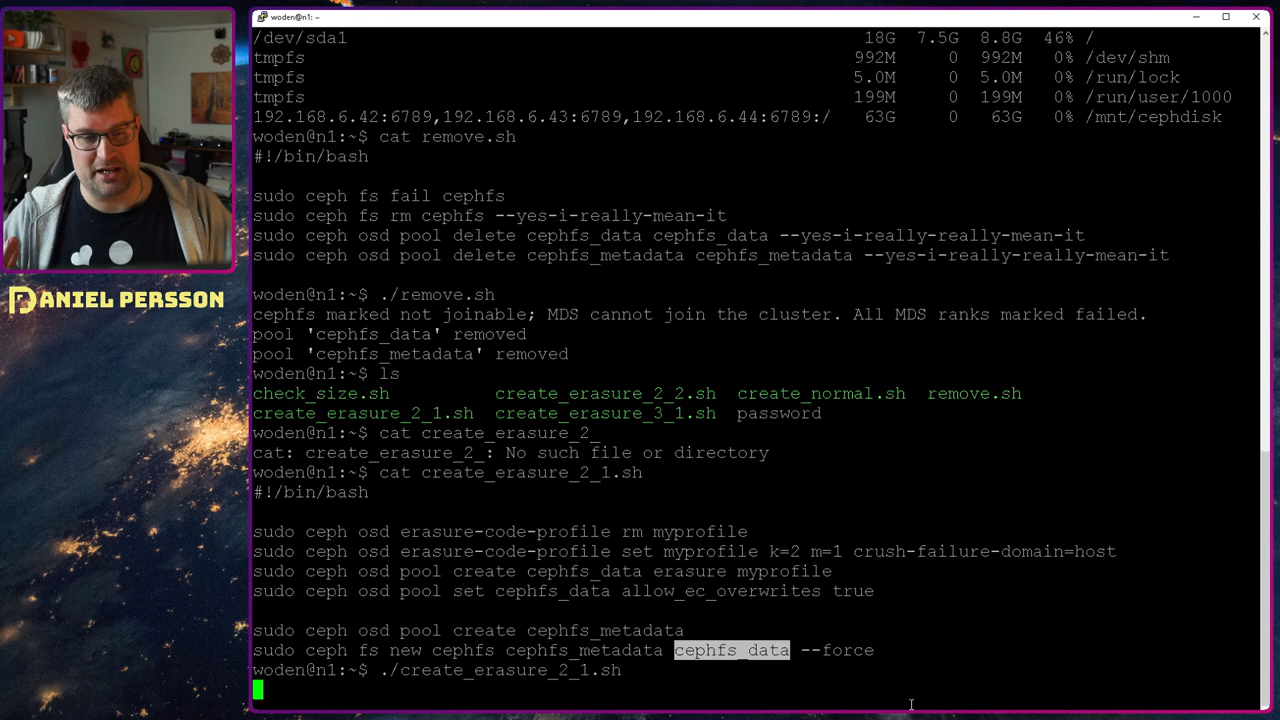 woden@n1: ~
/dev/sda1 18G 7.5G 8.8G 46% /
tmpfs 992M 0 992M 0% /dev/shm
tmpfs 5.0M 0 5.0M 0% /run/lock
tmpfs 199M 0 199M 0% /run/user/1000
192.168.6.42:6789,192.168.6.43:6789,192.168.6.44:6789:/ 63G 0 63G 0% /mnt/cephdisk
woden@n1:~$ cat remove.sh
#!/bin/bash
sudo ceph fs fail cephfs
sudo ceph fs rm cephfs --yes-i-really-mean-it
sudo ceph osd pool delete cephfs_data cephfs_data --yes-i-really-really-mean-it
sudo ceph osd pool delete cephfs_metadata cephfs_metadata --yes-i-really-really-mean-it
woden@n1:~$ ./remove.sh
cephfs marked not joinable; MDS cannot join the cluster. All MDS ranks marked failed.
pool 'cephfs_data' removed
pool 'cephfs_metadata' removed
woden@n1:~$ ls
check_size.sh create_erasure_2_2.sh create_normal.sh remove.sh
create_erasure_2_1.sh create_erasure_3_1.sh password
woden@n1:~$ cat create_erasure_2_
cat: create_erasure_2_: No such file or directory
woden@n1:~$ cat create_erasure_2_1.sh
#!/bin/bash
sudo ceph osd erasure-code-profile rm myprofile
sudo ceph osd erasure-code-profile set myprofile k=2 m=1 crush-failure-domain=host
sudo ceph osd pool create cephfs_data erasure myprofile
sudo ceph osd pool set cephfs_data allow_ec_overwrites true
sudo ceph osd pool create cephfs_metadata
sudo ceph fs new cephfs cephfs_metadata cephfs_data --force
woden@n1:~$ ./create_erasure_2_1.sh
DANIEL PERSSON